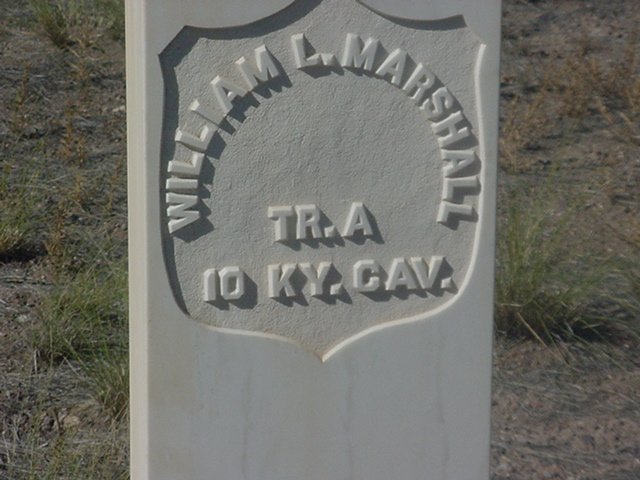 WILLIAM L. MARSHALL
TR. A
10 KY. CAV.